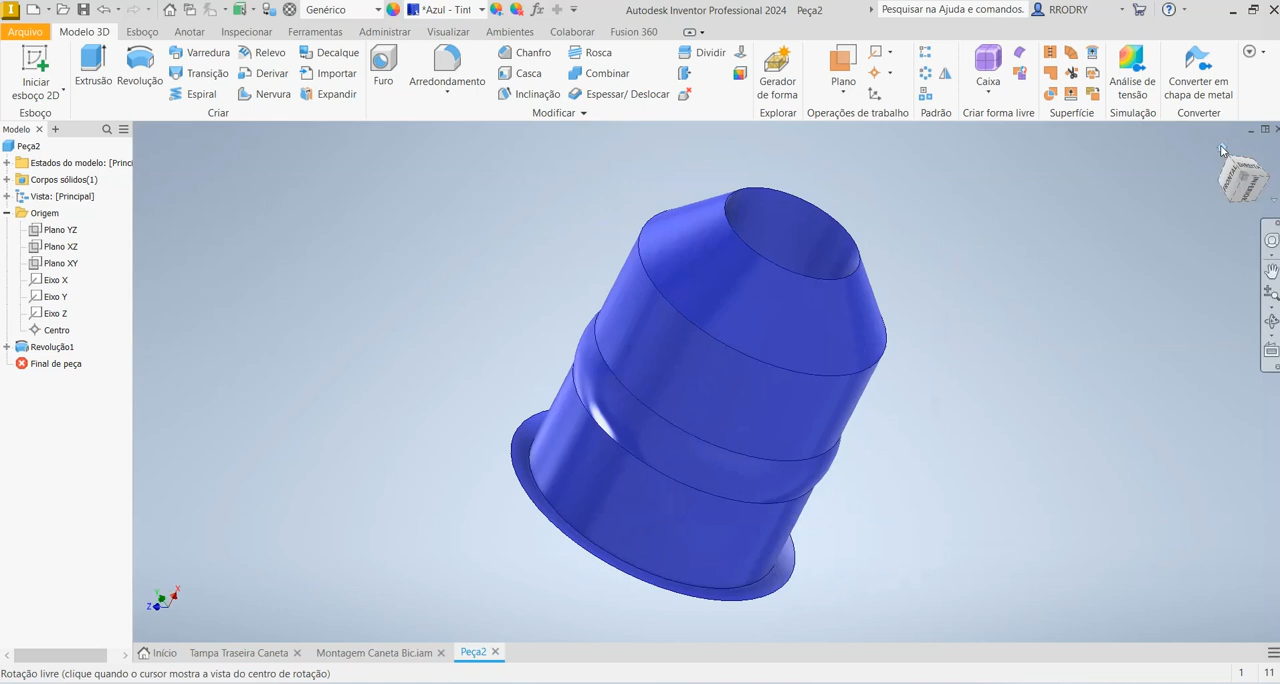 Genérico
*Azul - Tint
fx
Autodesk Inventor Professional 2024 Peça2
Pesquisar na Ajuda e comandos.
RRODRY
Arquivo Modelo 3D Esboço Anotar Inspecionar Ferramentas Administrar Visualizar Ambientes Colaborar Fusion 360
Iniciar
esboço 2D
Extrusão
Revolução
Varredura
Transição
Espiral
Relevo
Derivar
Nervura
Decalque
Importar
Expandir
Furo
Arredondamento
Chanfro
Casca
Inclinação
Rosca
Combinar
Espessar/ Deslocar
Dividir
Gerador
de forma
Plano
Caixa
Análise de
tensão
Converter em
chapa de metal
Esboço Criar Modificar Explorar Operações de trabalho Padrão Criar forma livre Superfície Simulação Converter
Modelo
Peça2
Estados do modelo: [Princi
Corpos sólidos(1)
Vista: [Principal]
Origem
Plano YZ
Plano XZ
Plano XY
Eixo X
Eixo Y
Eixo Z
Centro
Revolução1
Final de peça
X
Y
Z
Início Tampa Traseira Caneta Montagem Caneta Bic.iam Peça2
Rotação livre (clique quando o cursor mostra a vista do centro de rotação)
1 11